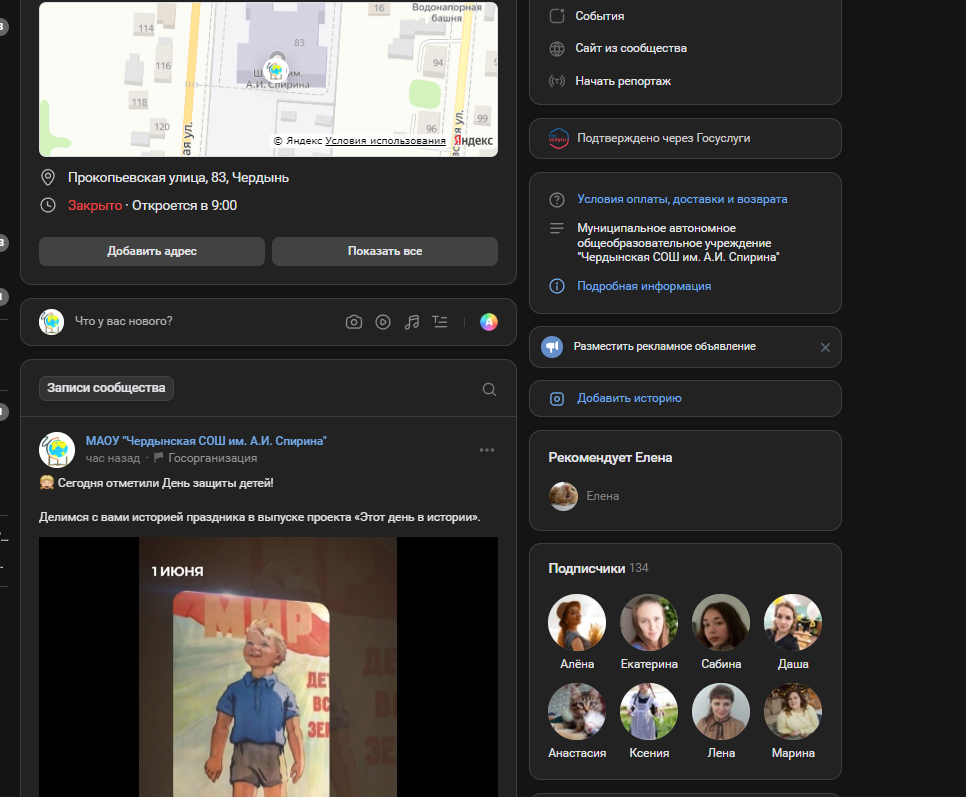 Водонапорная
башня
16
114
83
94
116
Ш
им.
А.И. Спирина
118
99
120
96
ая ул.
© Яндекс Условия использования
Яндекс
Прокопьевская улица, 83, Чердынь
Закрыто · Откроется в 9:00
Добавить адрес
Показать все
Что у вас нового?
Записи сообщества
МАОУ "Чердынская СОШ им. А.И. Спирина"
час назад · Госорганизация
Сегодня отметили День защиты детей!
Делимся с вами историей праздника в выпуске проекта «Этот день в истории».
1 ИЮНЯ
МИР
События
Сайт из сообщества
Начать репортаж
Подтверждено через Госуслуги
Условия оплаты, доставки и возврата
Муниципальное автономное
общеобразовательное учреждение
"Чердынская СОШ им. А.И. Спирина"
Подробная информация
Разместить рекламное объявление
Добавить историю
Рекомендует Елена
Елена
Подписчики 134
Алёна
Екатерина
Сабина
Даша
Анастасия
Ксения
Лена
Марина